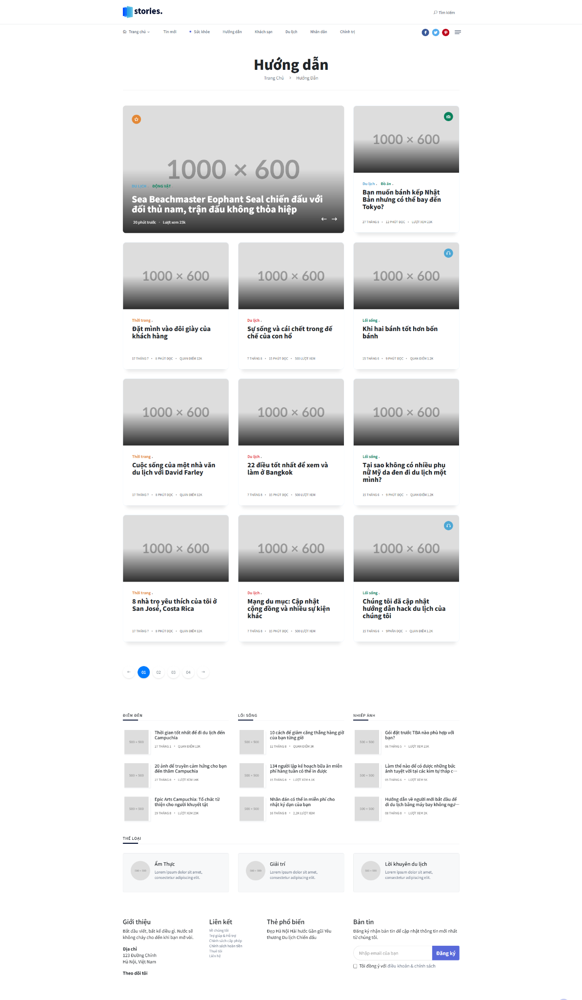 stories.
Tìm kiếm
Trang chủ
Tin mới
Sức khỏe
Hướng dẫn
Khách sạn
Du lịch
Nhân dân
Chính trị
Hướng dẫn
Trang Chủ > Hướng Dẫn
1000 × 600
DU LỊCH . ĐỘNG VẬT .
Sea Beachmaster Eophant Seal chiến đấu với
đối thủ nam, trận đấu không thỏa hiệp
20 phút trước • Lượt xem 23k
1000 × 600
Du lịch . Đồ ăn .
Bạn muốn bánh kếp Nhật
Bản nhưng có thể bay đến
Tokyo?
27 THÁNG 8 • 12 PHÚT ĐỌC • LƯỢT XEM 23K
1000 × 600
Thời trang .
Đặt mình vào đôi giày của
khách hàng
17 THÁNG 7 • 8 PHÚT ĐỌC • QUAN ĐIỂM 12K
1000 × 600
Du lịch .
Sự sống và cái chết trong đế
chế của con hổ
7 THÁNG 8 • 15 PHÚT ĐỌC • 500 LƯỢT XEM
1000 × 600
Lối sống .
Khi hai bánh tốt hơn bốn
bánh
15 THÁNG 6 • 9 PHÚT ĐỌC • QUAN ĐIỂM 1.2K
1000 × 600
Thời trang .
Cuộc sống của một nhà văn
du lịch với David Farley
17 THÁNG 7 • 8 PHÚT ĐỌC • QUAN ĐIỂM 12K
1000 × 600
Du lịch .
22 điều tốt nhất để xem và
làm ở Bangkok
7 THÁNG 8 • 15 PHÚT ĐỌC • 500 LƯỢT XEM
1000 × 600
Lối sống .
Tại sao không có nhiều phụ
nữ Mỹ da đen đi du lịch một
mình?
15 THÁNG 6 • 9 PHÚT ĐỌC • QUAN ĐIỂM 1.2K
1000 × 600
Thời trang .
8 nhà trọ yêu thích của tôi ở
San José, Costa Rica
17 THÁNG 7 • 8 PHÚT ĐỌC • QUAN ĐIỂM 12K
1000 × 600
Du lịch .
Mạng du mục: Cập nhật
cộng đồng và nhiều sự kiện
khác
7 THÁNG 8 • 15 PHÚT ĐỌC • 500 LƯỢT XEM
1000 × 600
Lối sống .
Chúng tôi đã cập nhật
hướng dẫn hack du lịch của
chúng tôi
15 THÁNG 6 • 9PHẦN ĐỌC • QUAN ĐIỂM 1.2K
← 01 02 03 04 →
ĐIỂM ĐẾN
500 × 500
Thời gian tốt nhất để đi du lịch đến
Campuchia
27 THÁNG 1 • QUAN ĐIỂM 13K
500 × 500
20 ảnh để truyền cảm hứng cho bạn
đến thăm Campuchia
27 THÁNG 8 • LƯỢT XEM 14K
500 × 500
Epic Arts Campuchia: Tổ chức từ
thiện cho người khuyết tật
29 THÁNG 8 • LƯỢT XEM 23K
LỐI SỐNG
500 × 500
10 cách để giảm căng thẳng hàng giờ
của bạn từng giờ
12 THÁNG 8 • QUAN ĐIỂM 3K
500 × 500
134 người lập kế hoạch bữa ăn miễn
phí hàng tuần có thể in được
15 THÁNG 8 • LƯỢT XEM 4.1K
500 × 500
Nhãn dán có thể in miễn phí cho
nhật ký đạn của bạn
16 THÁNG 8 • 2,2K LƯỢT XEM
NHIẾP ẢNH
500 × 500
Gói đặt trước TBA nào phù hợp với
bạn?
06 THÁNG 5 • LƯỢT XEM 23K
500 × 500
Làm thế nào để có được những bức
ảnh tuyệt vời tại các kim tự tháp c…
05 THÁNG 6 • LƯỢT XEM 5K
500 × 500
Hướng dẫn về người mới bắt đầu để
đi du lịch bằng máy bay không ngư…
08 THÁNG 8 • LƯỢT XEM 2K
THỂ LOẠI
500 × 500
Ẩm Thực
Lorem ipsum dolor sit amet,
consectetur adipiscing elit.
500 × 500
Giải trí
Lorem ipsum dolor sit amet,
consectetur adipiscing elit.
500 × 500
Lời khuyên du lịch
Lorem ipsum dolor sit amet,
consectetur adipiscing elit.
Giới thiệu
Bắt đầu viết, bất kể điều gì. Nước sẽ
không chảy cho đến khi bạn mở vòi.
Địa chỉ
123 Đường Chính
Hà Nội, Việt Nam
Theo dõi tôi
Liên kết
Về chúng tôi
Trợ giúp & Hỗ trợ
Chính sách cấp phép
Chính sách hoàn tiền
Thuê tôi
Liên hệ
Thẻ phổ biến
Đẹp Hà Nội Hài hước Gần gũi Yêu
thương Du lịch Chiến đấu
Bản tin
Đăng ký nhận bản tin để cập nhật thông tin mới nhất
từ chúng tôi.
Nhập email của bạn
Đăng ký
Tôi đồng ý với điều khoản & chính sách